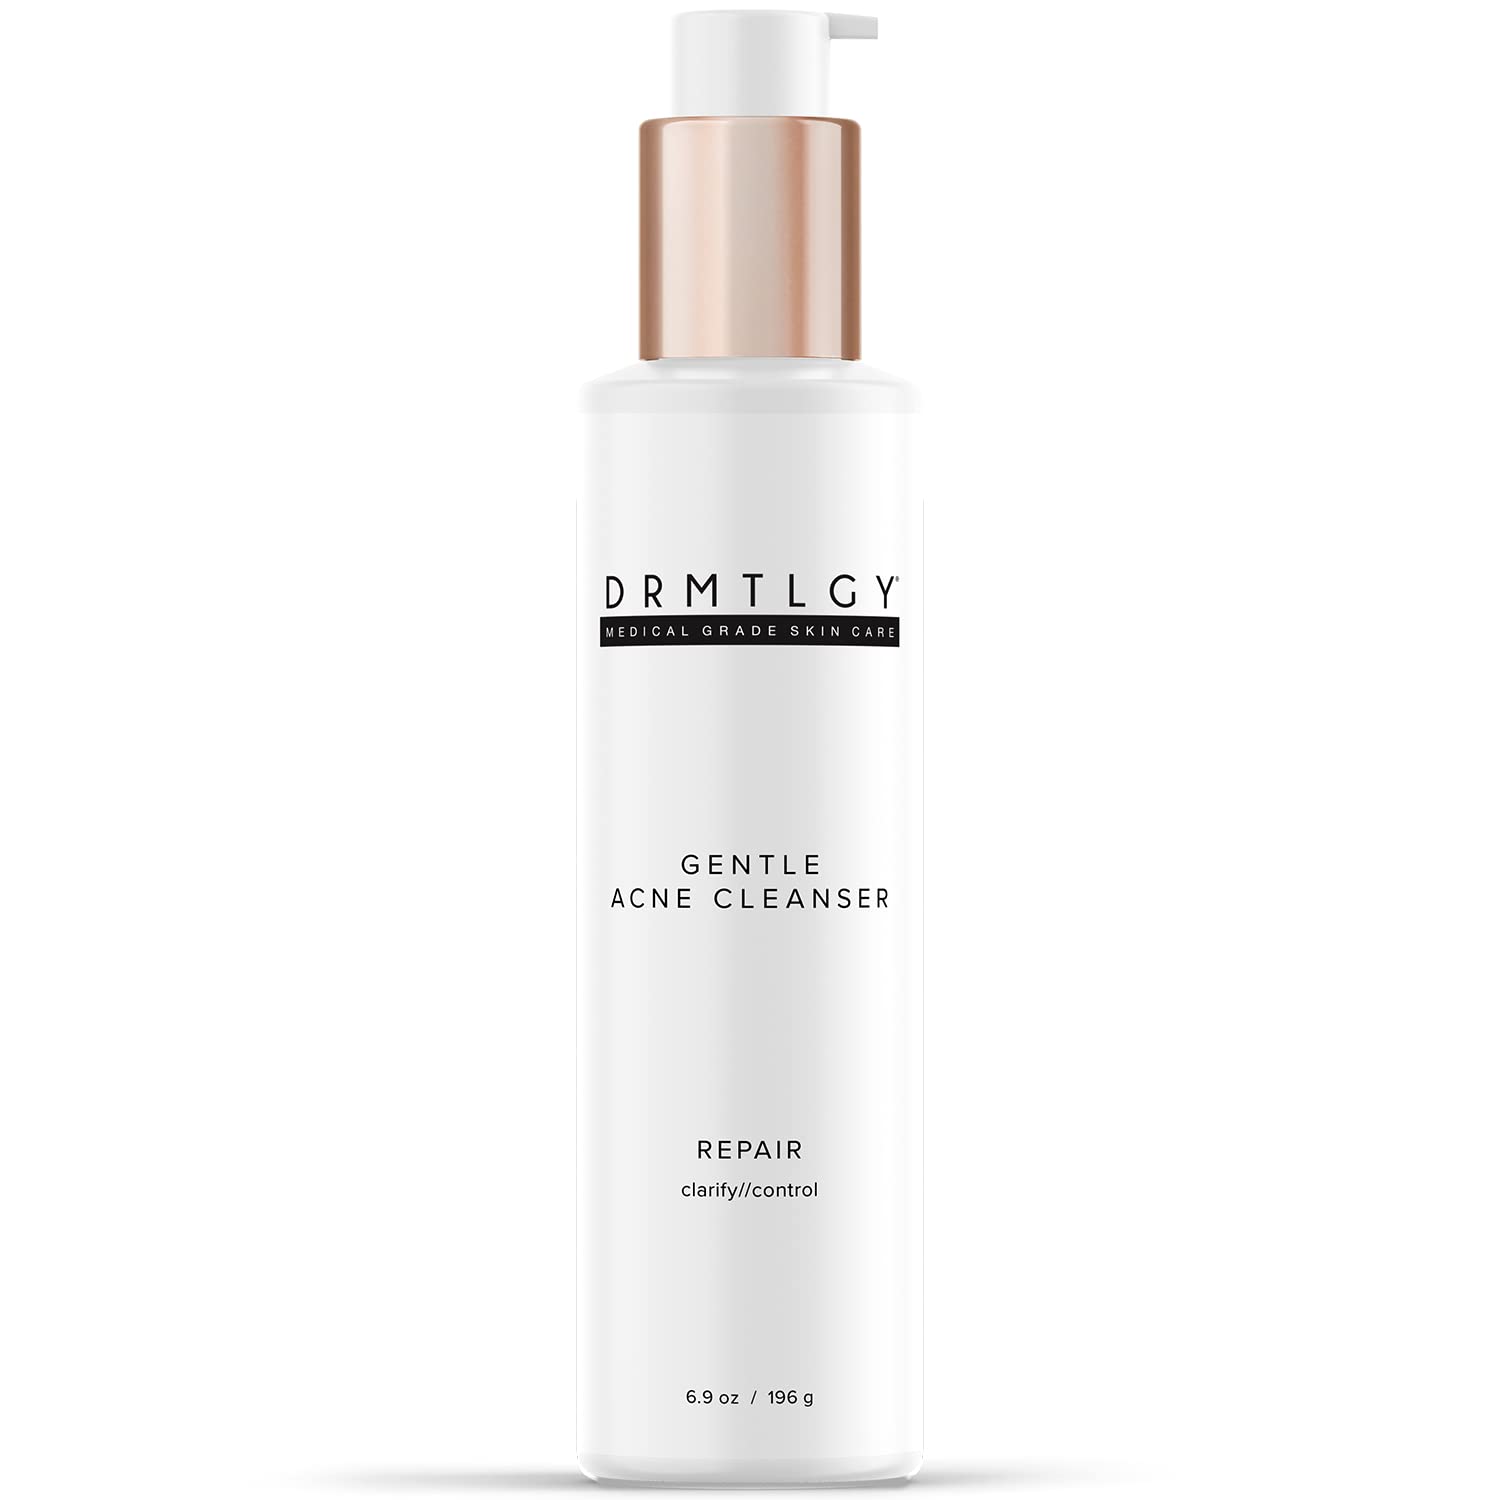 DRMTLGY®
MEDICAL GRADE SKIN CARE
GENTLE
ACNE CLEANSER
REPAIR
clarify//control
6.9 oz / 196 g